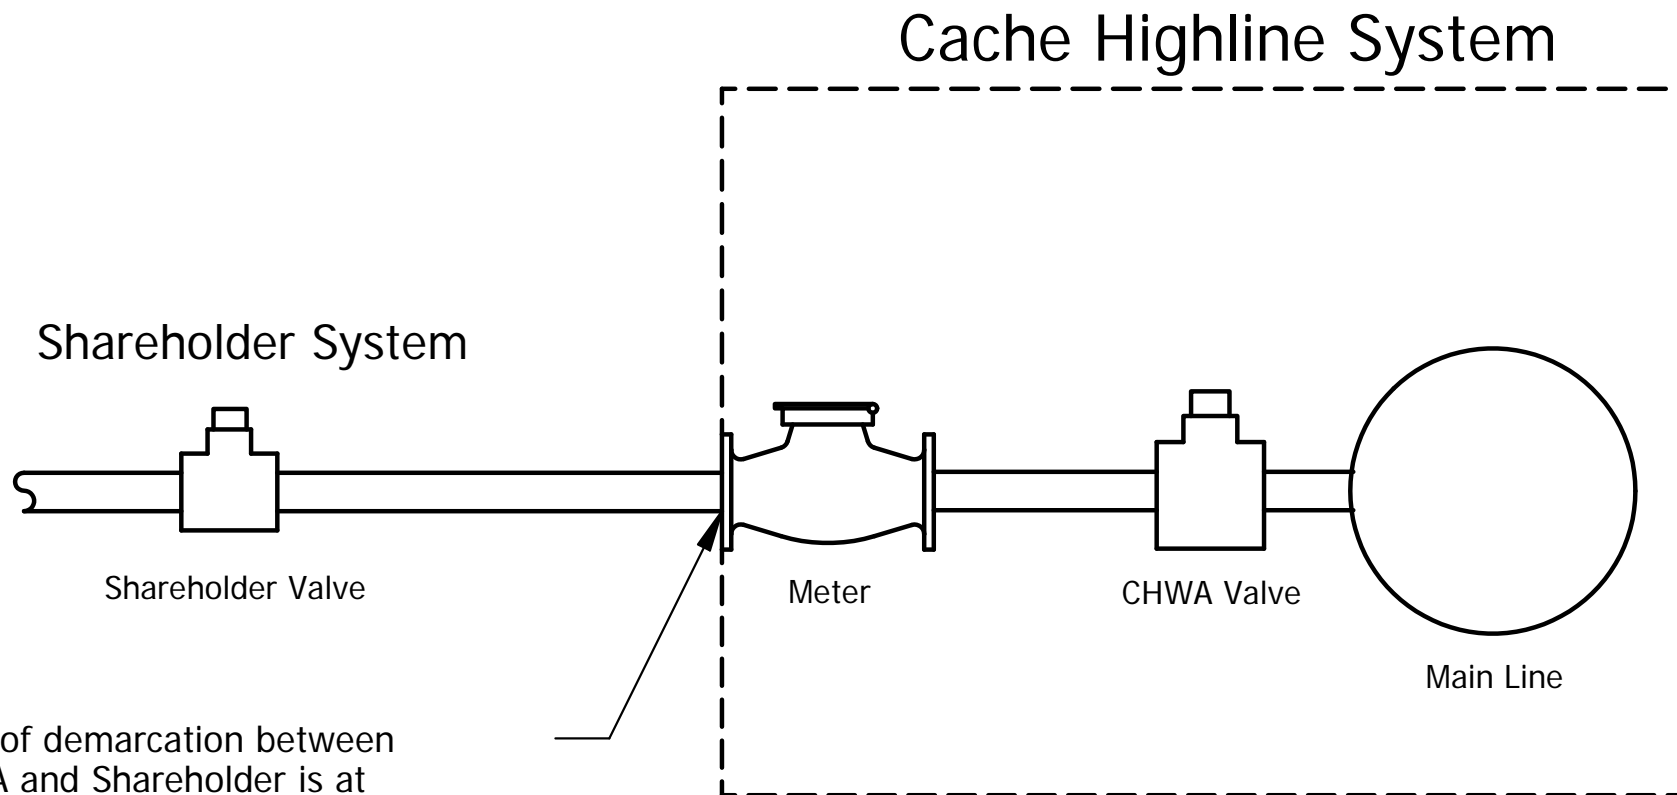 Cache Highline System
Shareholder System
Shareholder Valve
Meter
CHWA Valve
Main Line
of demarcation between
A and Shareholder is at